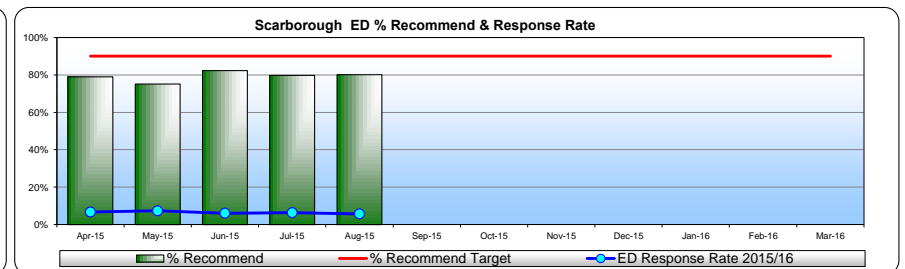 Scarborough ED % Recommend & Response Rate
100%
80%
60%
40%
20%
0%
Apr-15 May-15 Jun-15 Jul-15 Aug-15 Sep-15 Oct-15 Nov-15 Dec-15 Jan-16 Feb-16 Mar-16
% Recommend % Recommend Target ED Response Rate 2015/16